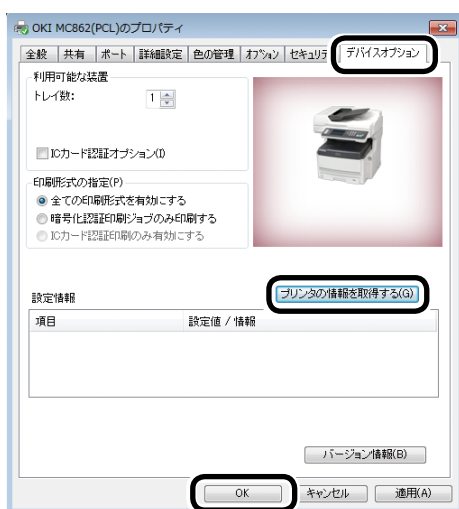 OKI MC862(PCL)のプロパティ
全般 共有 ポート 詳細設定 色の管理 オプション セキュリテ デバイスオプション
利用可能な装置
トレイ数: 1
ICカード認証オプション(I)
印刷形式の指定(P)
全ての印刷形式を有効にする
暗号化認証印刷ジョブのみ印刷する
ICカード認証印刷のみ有効にする
プリンタの情報を取得する(G)
設定情報
項目 設定値 / 情報
バージョン情報(B)
OK キャンセル 適用(A)